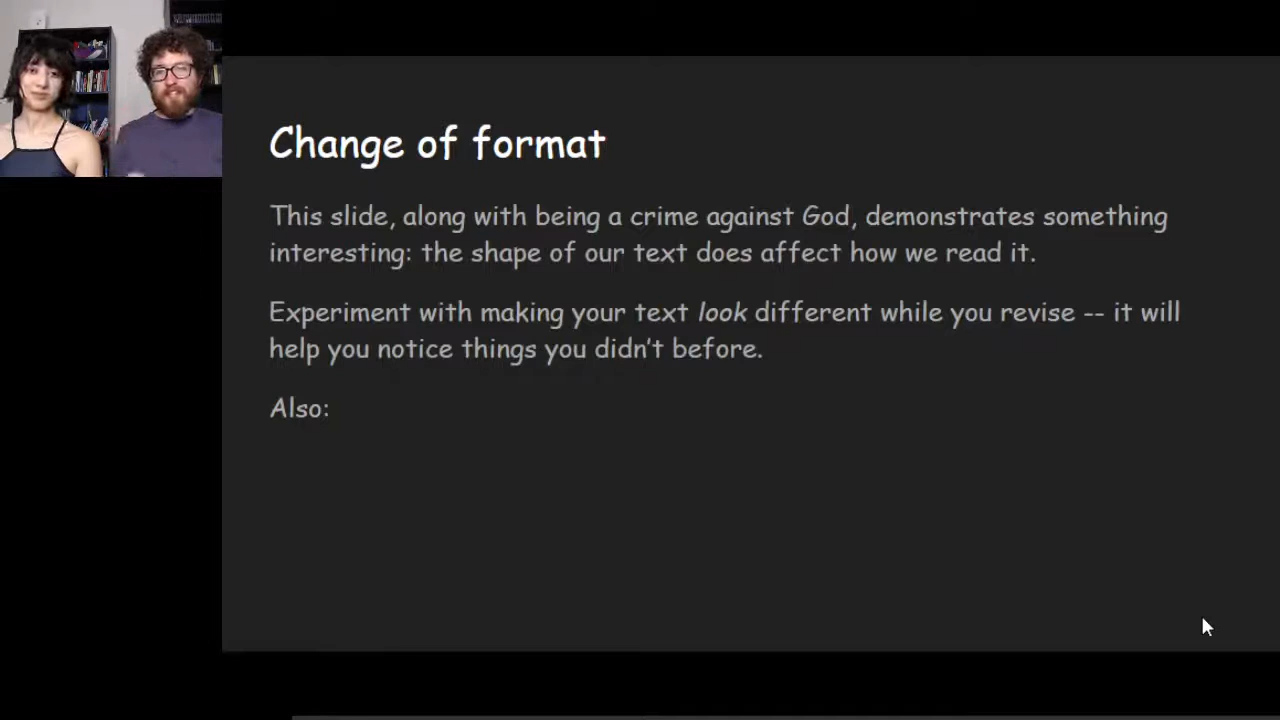 Change of format
This slide, along with being a crime against God, demonstrates something
interesting: the shape of our text does affect how we read it.
Experiment with making your text look different while you revise -- it will
help you notice things you didn't before.
Also: